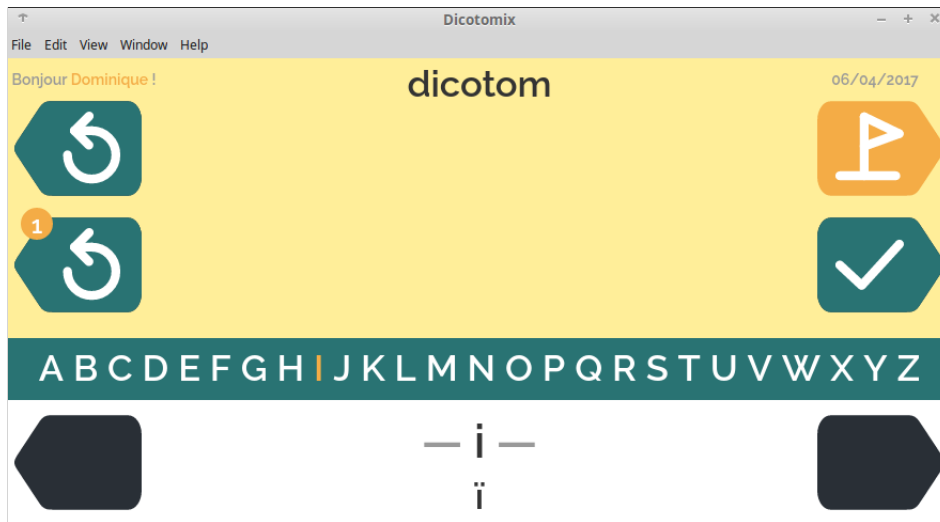 Dicotomix
File Edit View Window Help
Bonjour Dominique !
dicotom
06/04/2017
1
A B C D E F G H I J K L M N O P Q R S T U V W X Y Z
— i —
ï